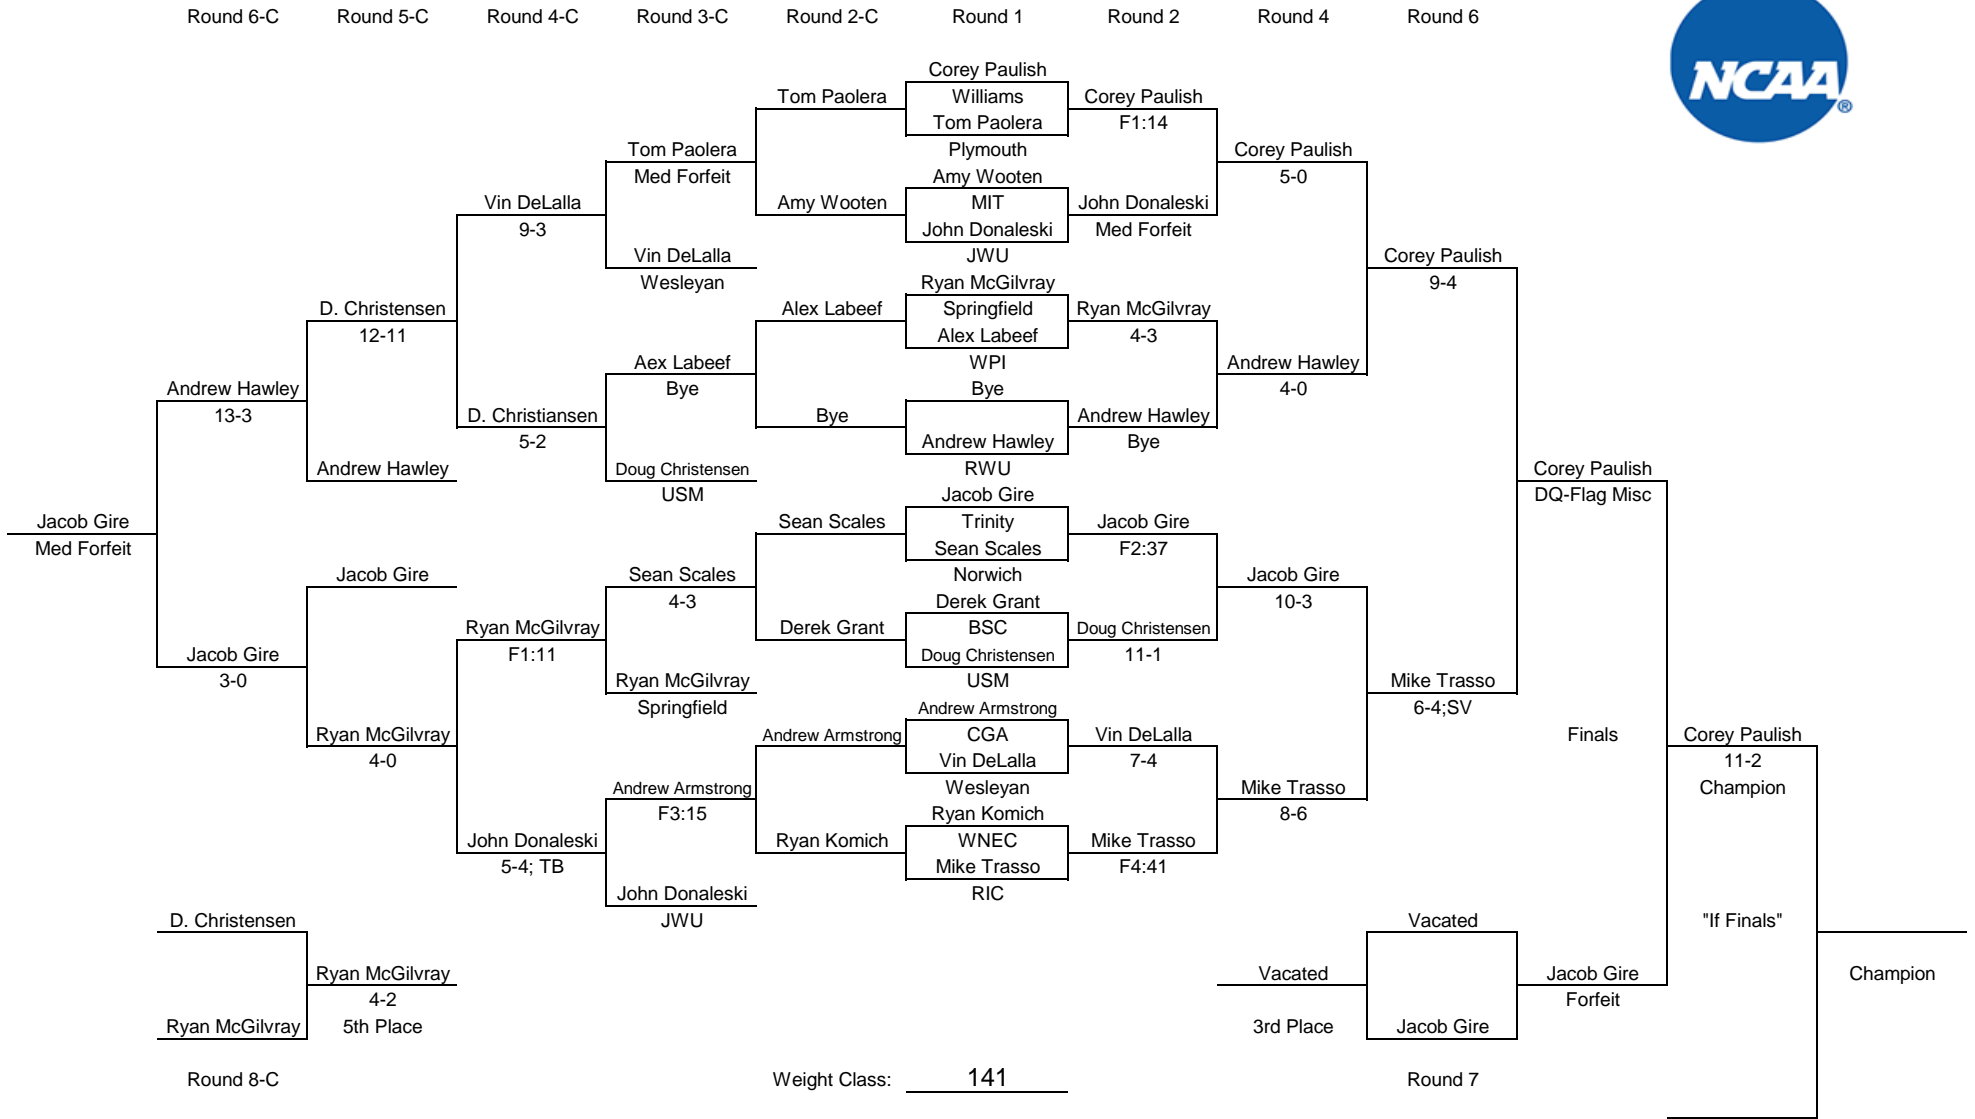 Round 6-C Round 5-C Round 4-C Round 3-C Round 2-C Round 1 Round 2 Round 4 Round 6
NCAA®
Corey Paulish
Tom Paolera Williams Corey Paulish
Tom Paolera F1:14
Tom Paolera Plymouth Corey Paulish
Med Forfeit Amy Wooten 5-0
Vin DeLalla Amy Wooten MIT John Donaleski
9-3 John Donaleski Med Forfeit
Vin DeLalla JWU Corey Paulish
Wesleyan Ryan McGilvray 9-4
D. Christensen Alex Labeef Springfield Ryan McGilvray
12-11 Alex Labeef 4-3
Aex Labeef WPI Andrew Hawley
Andrew Hawley Bye Bye 4-0
13-3 D. Christiansen Bye Andrew Hawley
5-2 Andrew Hawley Bye
Andrew Hawley Doug Christensen RWU Corey Paulish
USM Jacob Gire DQ-Flag Misc
Jacob Gire Sean Scales Trinity Jacob Gire
Med Forfeit Sean Scales F2:37
Jacob Gire Sean Scales Norwich Jacob Gire
4-3 Derek Grant 10-3
Ryan McGilvray Derek Grant BSC Doug Christensen
Jacob Gire F1:11 Doug Christensen 11-1
3-0 Ryan McGilvray USM Mike Trasso
Springfield Andrew Armstrong 6-4;SV
Ryan McGilvray Andrew Armstrong CGA Vin DeLalla Finals Corey Paulish
4-0 Vin DeLalla 7-4 11-2
Andrew Armstrong Wesleyan Mike Trasso Champion
F3:15 Ryan Komich 8-6
John Donaleski Ryan Komich WNEC Mike Trasso
5-4; TB Mike Trasso F4:41
John Donaleski RIC
D. Christensen JWU Vacated "If Finals"
Ryan McGilvray Vacated Jacob Gire Champion
4-2 Forfeit
Ryan McGilvray 5th Place 3rd Place Jacob Gire
Round 8-C Weight Class: 141 Round 7